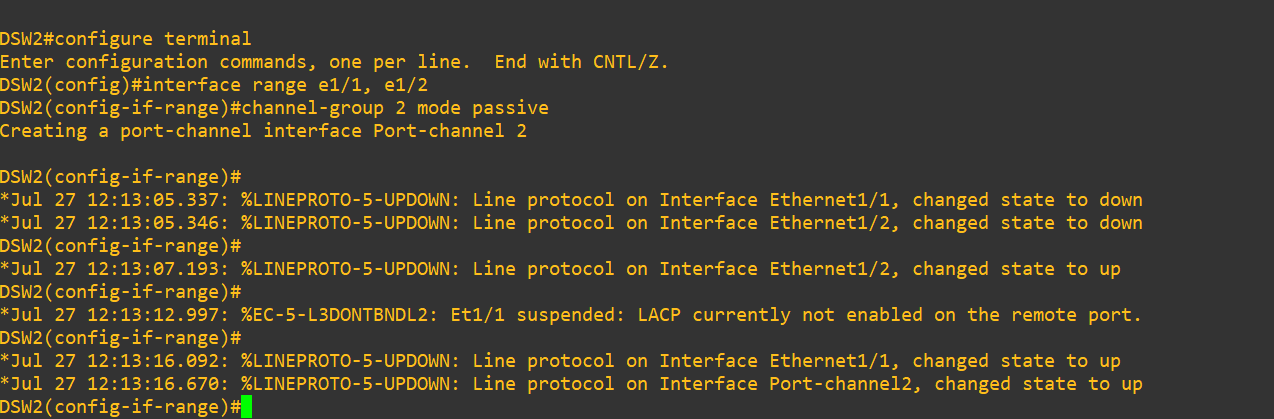 DSW2#configure terminal
Enter configuration commands, one per line.  End with CNTL/Z.
DSW2(config)#interface range e1/1, e1/2
DSW2(config-if-range)#channel-group 2 mode passive
Creating a port-channel interface Port-channel 2
DSW2(config-if-range)#
*Jul 27 12:13:05.337: %LINEPROTO-5-UPDOWN: Line protocol on Interface Ethernet1/1, changed state to down
*Jul 27 12:13:05.346: %LINEPROTO-5-UPDOWN: Line protocol on Interface Ethernet1/2, changed state to down
DSW2(config-if-range)#
*Jul 27 12:13:07.193: %LINEPROTO-5-UPDOWN: Line protocol on Interface Ethernet1/2, changed state to up
DSW2(config-if-range)#
*Jul 27 12:13:12.997: %EC-5-L3DONTBNDL2: Et1/1 suspended: LACP currently not enabled on the remote port.
DSW2(config-if-range)#
*Jul 27 12:13:16.092: %LINEPROTO-5-UPDOWN: Line protocol on Interface Ethernet1/1, changed state to up
*Jul 27 12:13:16.670: %LINEPROTO-5-UPDOWN: Line protocol on Interface Port-channel2, changed state to up
DSW2(config-if-range)#